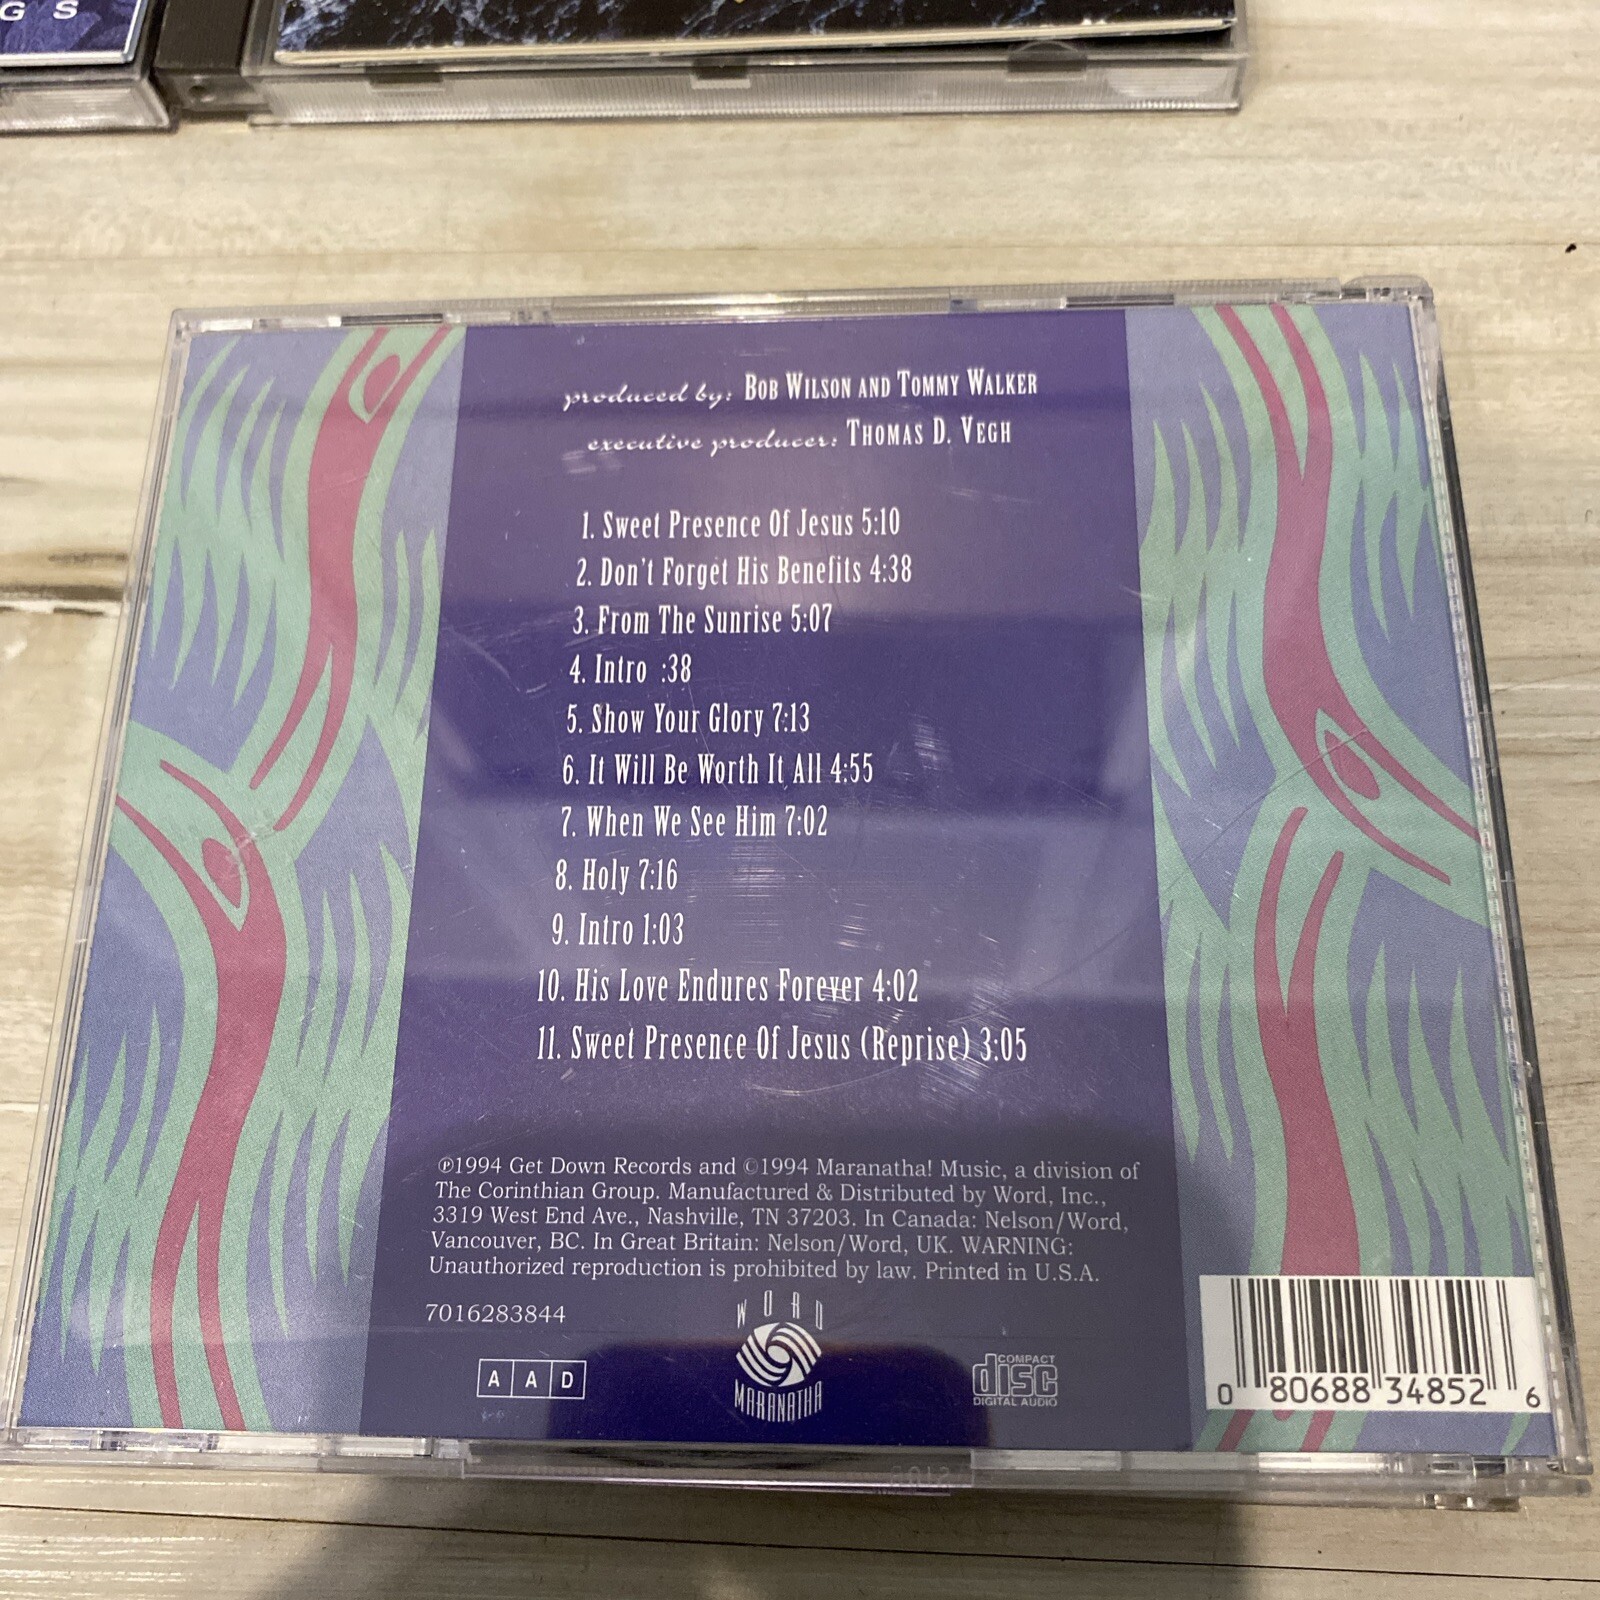 GS
produced by: BOB WILSON AND TOMMY WALKER
executive producer: THOMAS D. VEGH
1. Sweet Presence Of Jesus 5:10
2. Don't Forget His Benefits 4:38
3. From The Sunrise 5:07
4. Intro :38
5. Show Your Glory 7:13
6. It Will Be Worth It All 4:55
7. When We See Him 7:02
8. Holy 7:16
9. Intro 1:03
10. His Love Endures Forever 4:02
11. Sweet Presence Of Jesus (Reprise) 3:05
℗1994 Get Down Records and ©1994 Maranatha! Music, a division of
The Corinthian Group. Manufactured & Distributed by Word, Inc.,
3319 West End Ave., Nashville, TN 37203. In Canada: Nelson/Word,
Vancouver, BC. In Great Britain: Nelson/Word, UK. WARNING:
Unauthorized reproduction is prohibited by law. Printed in U.S.A.
7016283844
WORD
MARANATHA
AAD
COMPACT
disc
DIGITAL AUDIO
0 80688 34852 6